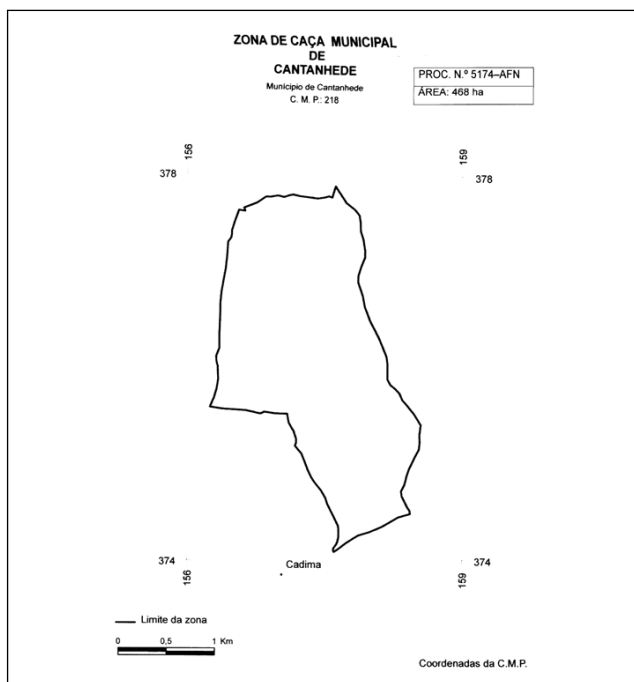 ZONA DE CAÇA MUNICIPAL
DE
CANTANHEDE
Município de Cantanhede
C. M. P.: 218
PROC. N.º 5174–AFN
ÁREA: 468 ha
156
159
378
378
374
374
156
159
Cadima
Limite da zona
0 0,5 1 Km
Coordenadas da C.M.P.